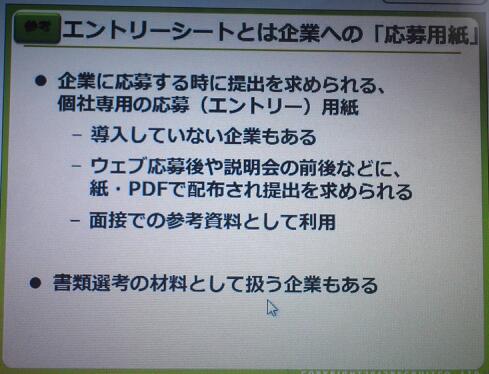 参考 エントリーシートとは企業への「応募用紙」
● 企業に応募する時に提出を求められる、
個社専用の応募（エントリー）用紙
– 導入していない企業もある
– ウェブ応募後や説明会の前後などに、
紙・PDFで配布され提出を求められる
– 面接での参考資料として利用
● 書類選考の材料として扱う企業もある